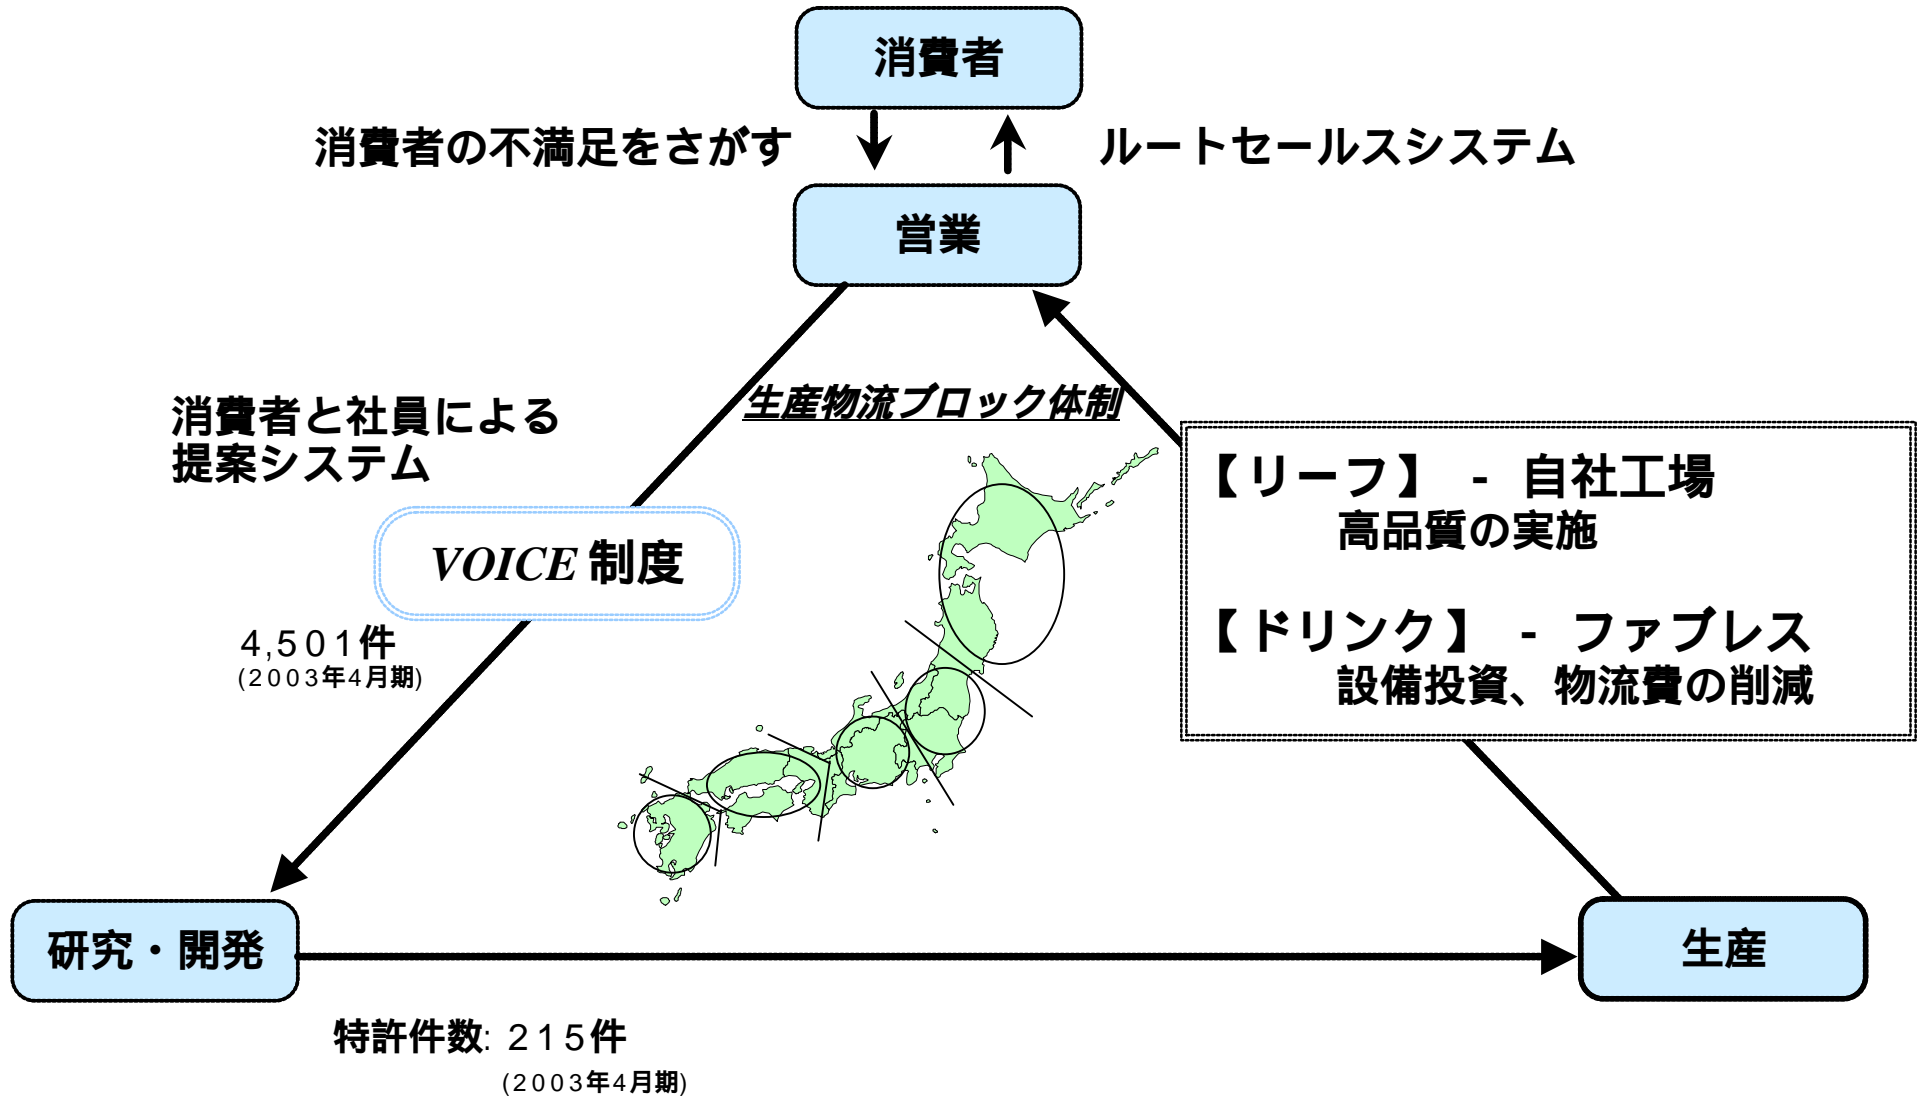 消費者
消費者の不満足をさがす
ルートセールスシステム
営業
生産物流ブロック体制
消費者と社員による
提案システム
VOICE 制度
4,501件
(2003年4月期)
【リーフ】 - 自社工場
高品質の実施
【ドリンク】 - ファブレス
設備投資、物流費の削減
研究・開発
生産
特許件数: 215件
(2003年4月期)